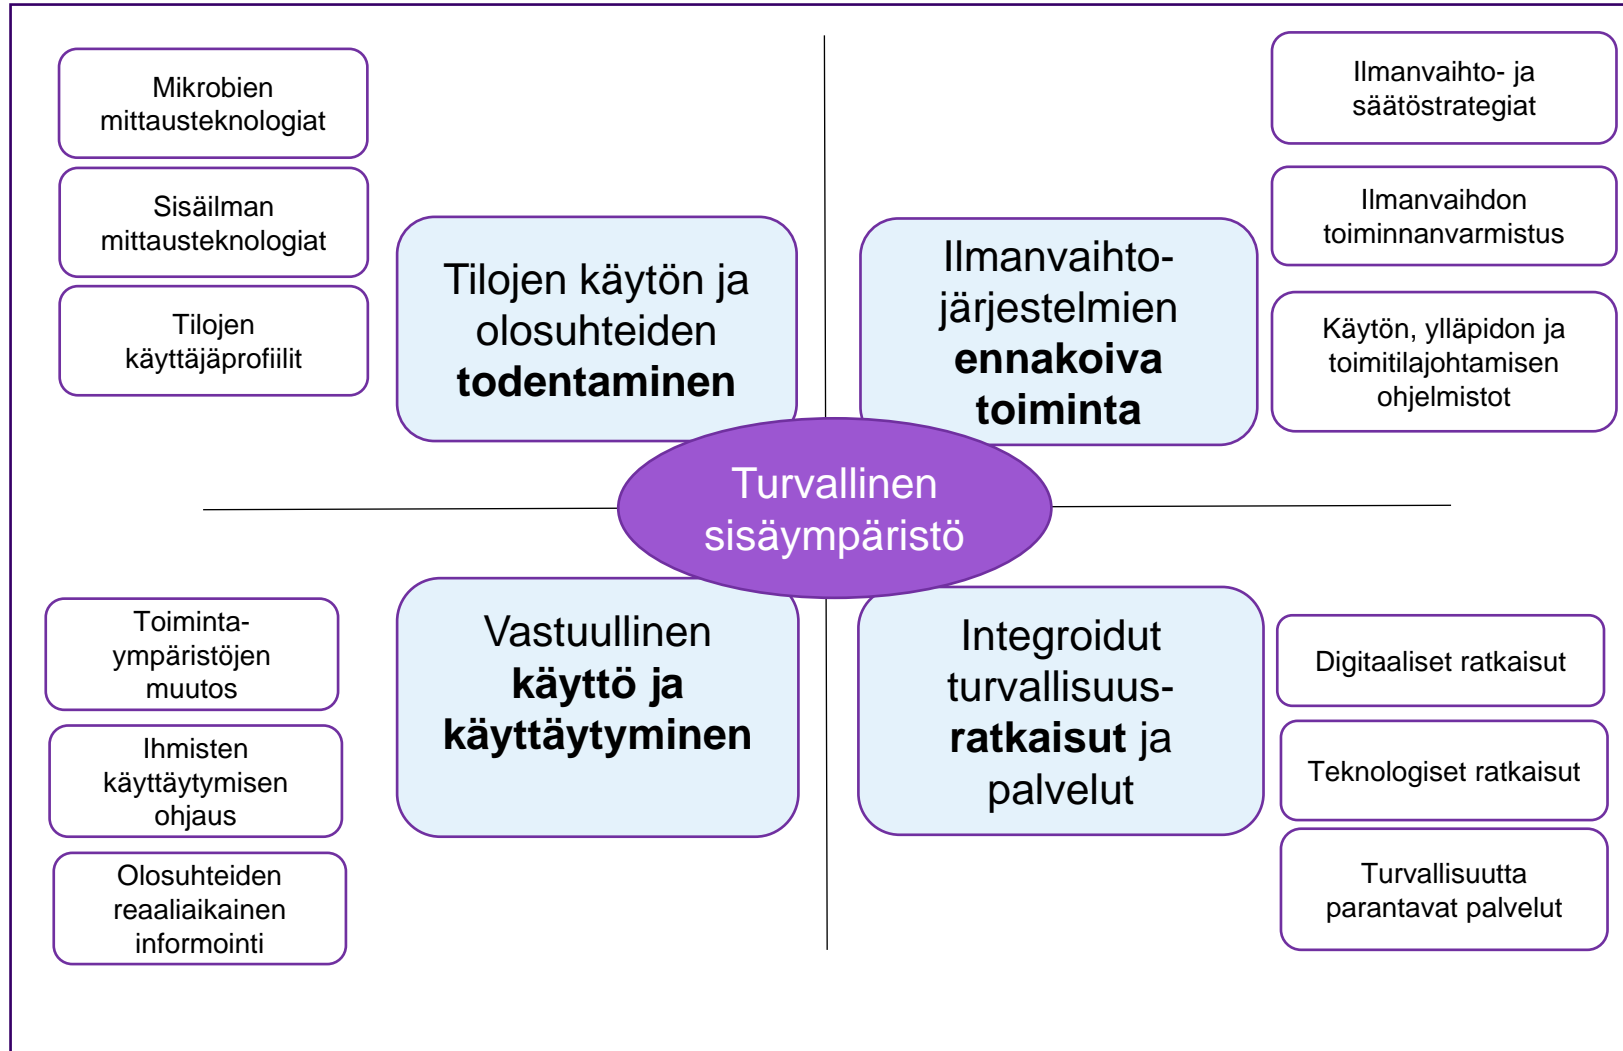 Mikrobien
mittausteknologiat
Sisäilman
mittausteknologiat
Tilojen
käyttäjäprofiilit
Tilojen käytön ja
olosuhteiden
todentaminen
Ilmanvaihto-
järjestelmien
ennakoiva
toiminta
Ilmanvaihto- ja
säätöstrategiat
Ilmanvaihdon
toiminnanvarmistus
Käytön, ylläpidon ja
toimitilajohtamisen
ohjelmistot
Turvallinen
sisäympäristö
Toiminta-
ympäristöjen
muutos
Ihmisten
käyttäytymisen
ohjaus
Olosuhteiden
reaaliaikainen
informointi
Vastuullinen
käyttö ja
käyttäytyminen
Integroidut
turvallisuus-
ratkaisut ja
palvelut
Digitaaliset ratkaisut
Teknologiset ratkaisut
Turvallisuutta
parantavat palvelut